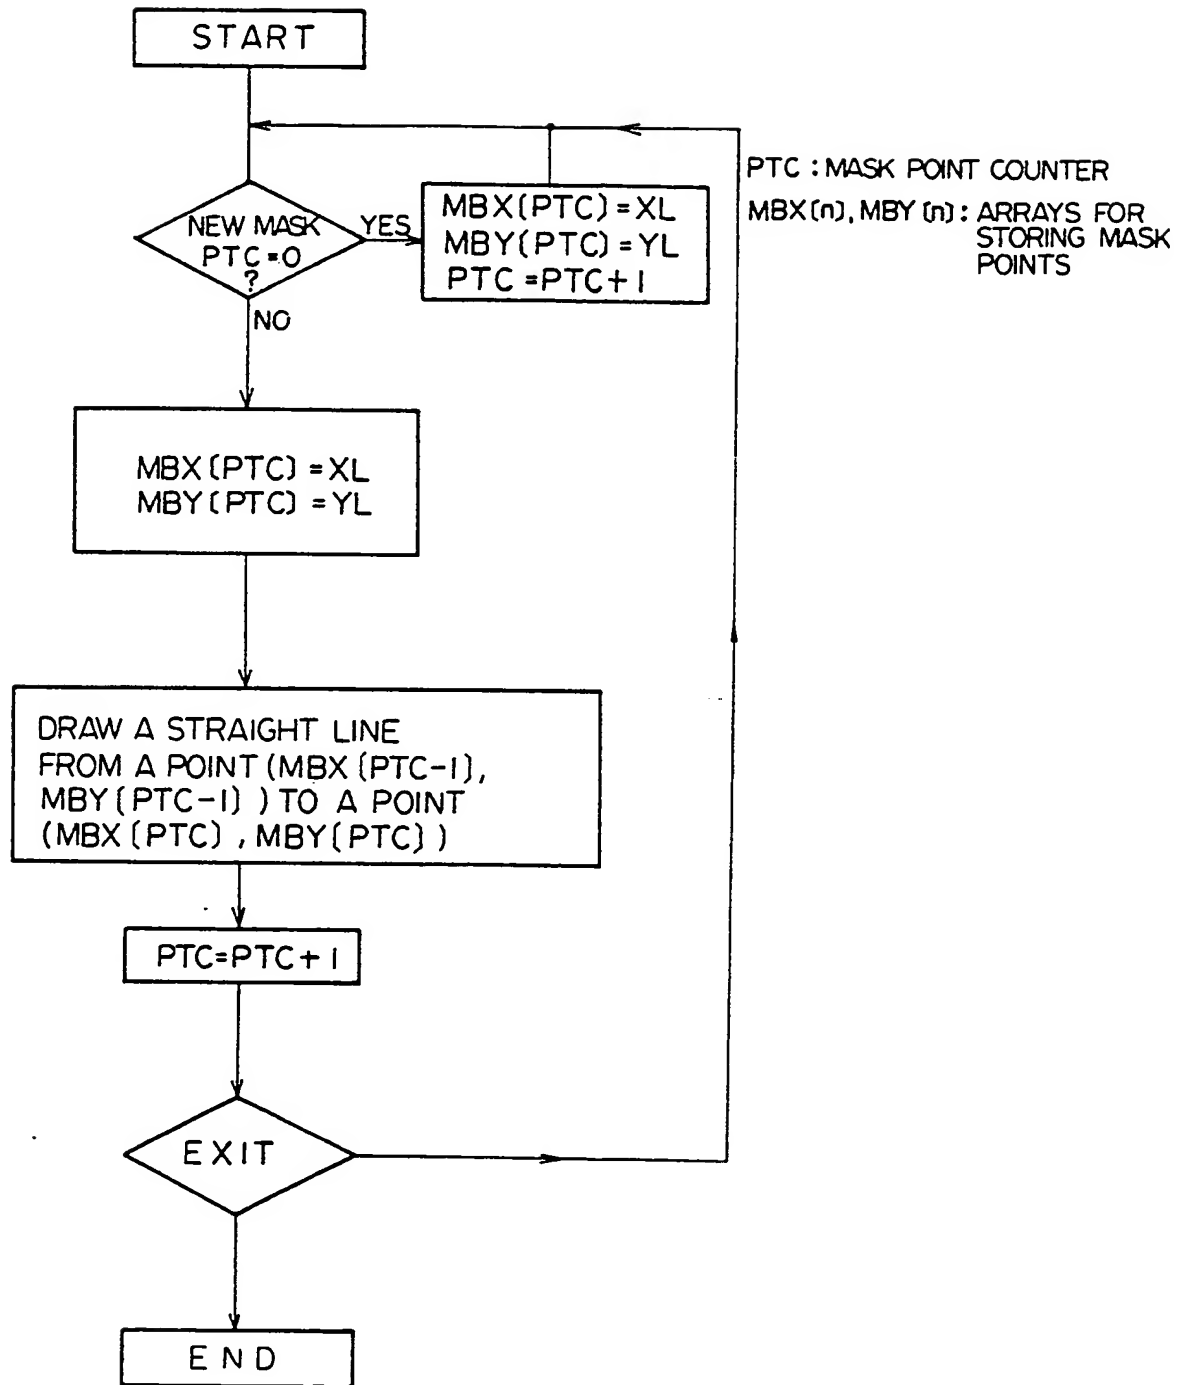 START
NEW MASK
PTC=0
?
YES
NO
MBX(PTC)=XL
MBY(PTC)=YL
PTC=PTC+1
PTC : MASK POINT COUNTER
MBX(n), MBY(n) : ARRAYS FOR
STORING MASK
POINTS
MBX(PTC) = XL
MBY(PTC) = YL
DRAW A STRAIGHT LINE
FROM A POINT (MBX(PTC-1),
MBY(PTC-1) ) TO A POINT
(MBX(PTC) , MBY(PTC) )
PTC=PTC+1
EXIT
END